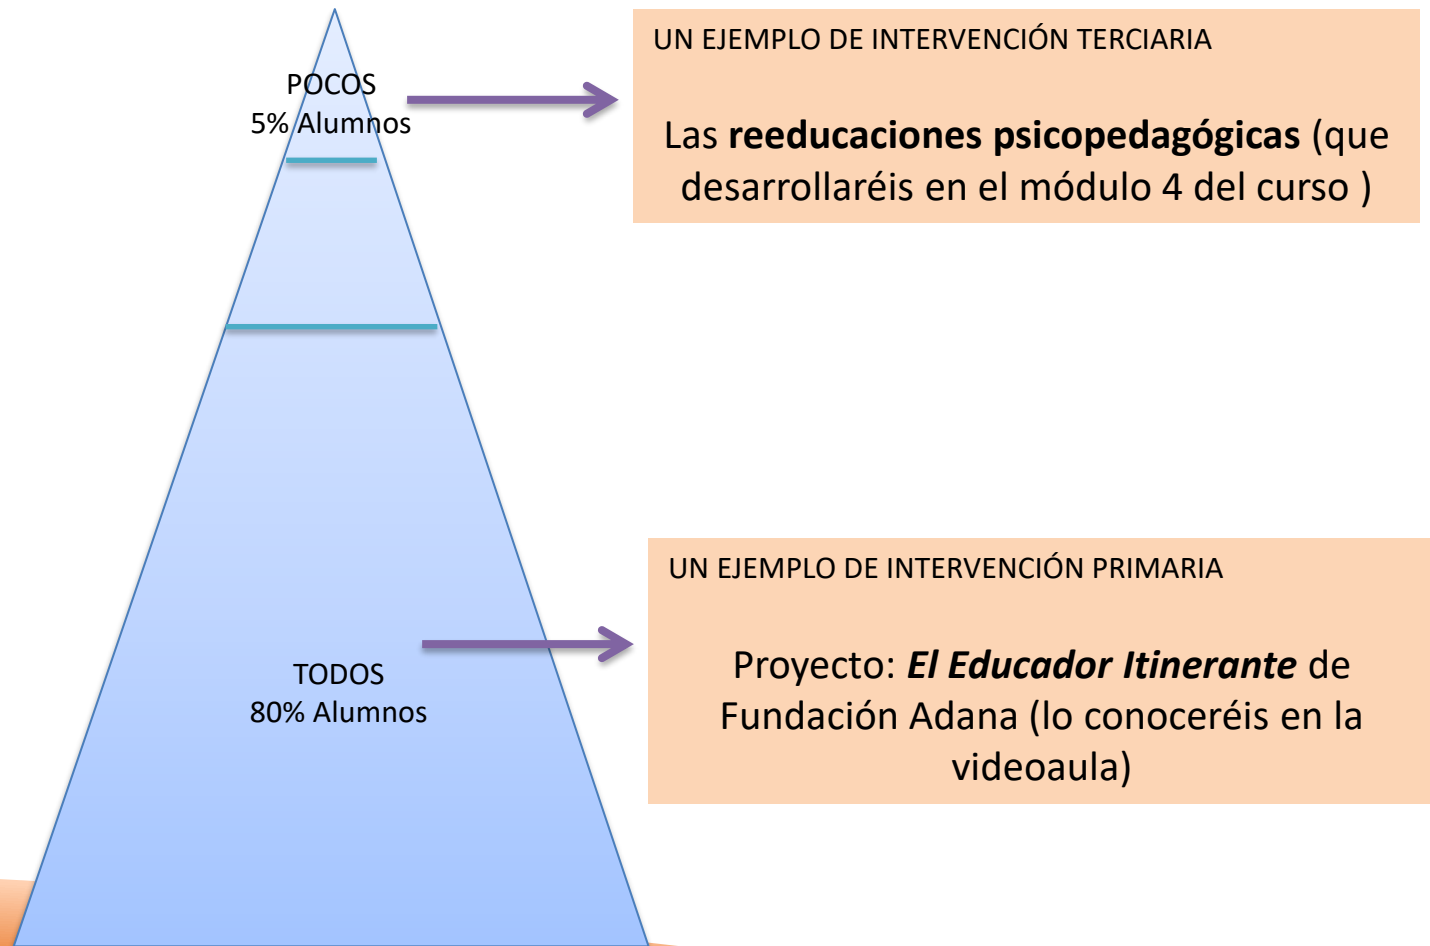 POCOS
5% Alumnos
UN EJEMPLO DE INTERVENCIÓN TERCIARIA
Las reeducaciones psicopedagógicas (que
desarrollaréis en el módulo 4 del curso )
TODOS
80% Alumnos
UN EJEMPLO DE INTERVENCIÓN PRIMARIA
Proyecto: El Educador Itinerante de
Fundación Adana (lo conoceréis en la
videoaula)